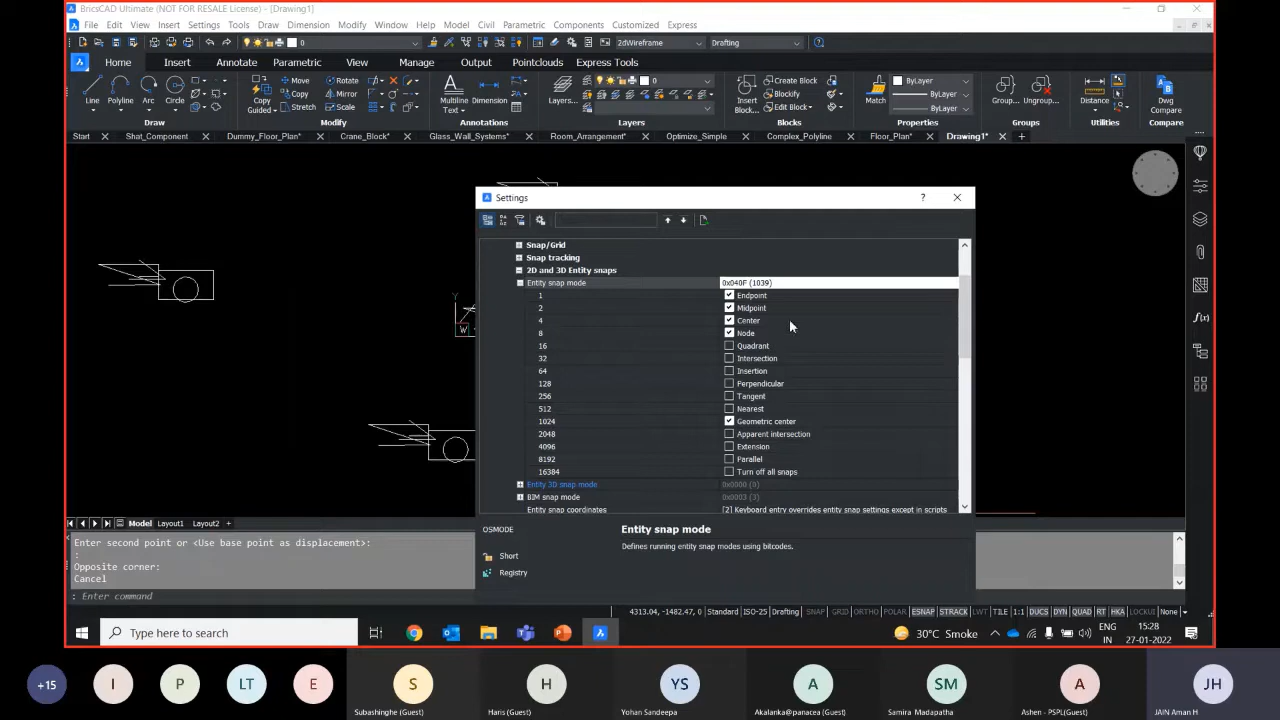 BricsCAD Ultimate (NOT FOR RESALE License) - [Drawing1]
File Edit View Insert Settings Tools Draw Dimension Modify Window Help Model Civil Parametric Components Customized Express
0 2dWireframe Drafting
Home Insert Annotate Parametric View Manage Output Pointclouds Express Tools
Line Polyline Arc Circle
Copy Guided... Move Copy Stretch Rotate Mirror Scale
Multiline Text Dimension
Layers... 0
Insert Block... Create Block Blockify Edit Block
Match ByLayer ByLayer ByLayer
Group... Ungroup...
Distance
Dwg Compare
Draw Modify Annotations Layers Blocks Properties Groups Utilities Compare
Start Shat_Component Dummy_Floor_Plan* Crane_Block* Glass_Wall_Systems* Room_Arrangement* Optimize_Simple Complex_Polyline Floor_Plan* Drawing1*
Settings
Snap/Grid
Snap tracking
2D and 3D Entity snaps
Entity snap mode 0x040F (1039)
1 Endpoint
2 Midpoint
4 Center
8 Node
16 Quadrant
32 Intersection
64 Insertion
128 Perpendicular
256 Tangent
512 Nearest
1024 Geometric center
2048 Apparent intersection
4096 Extension
8192 Parallel
16384 Turn off all snaps
Entity 3D snap mode 0x0000 (0)
BIM snap mode 0x0003 (3)
Entity snap coordinates [2] Keyboard entry overrides entity snap settings except in scripts
OSMODE
Short
Registry
Entity snap mode
Defines running entity snap modes using bitcodes.
Y
W
Model Layout1 Layout2 +
Enter second point or <Use base point as displacement>:
:
Opposite corner:
Cancel
: Enter command
4313.04, -1482.47, 0 Standard ISO-25 Drafting SNAP GRID ORTHO POLAR ESNAP STRACK LWT TILE 1:1 DUCS DYN QUAD RT HKA LOCKUI None
Type here to search
30°C Smoke
ENG
IN
15:28
27-01-2022
+15 I P LT E S H YS A SM A JH
Subashinghe (Guest) Haris (Guest) Yohan Sandeepa Akalanka@panacea (Guest) Samira Madapatha Ashen - PSPL(Guest) JAIN Aman H